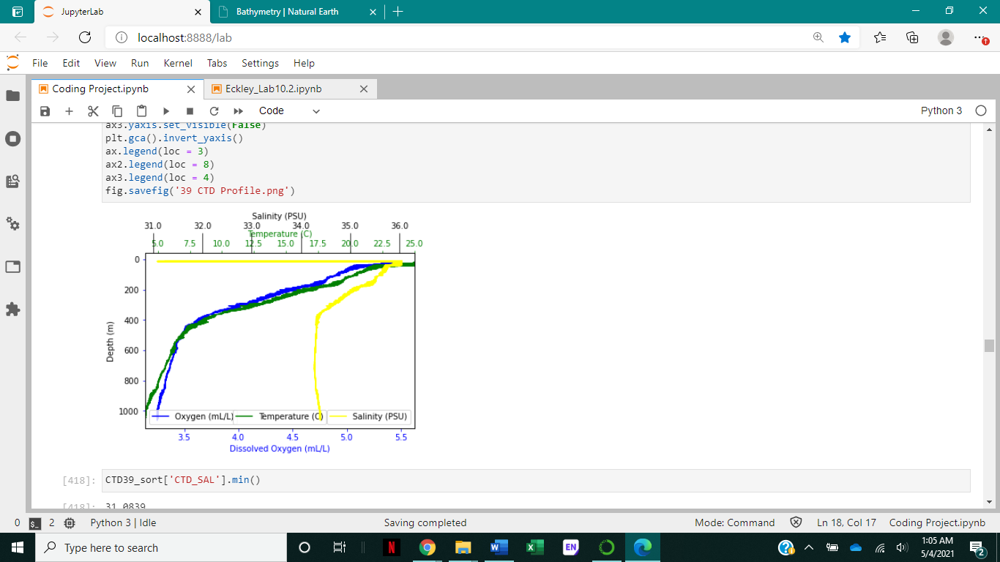 JupyterLab
Bathymetry | Natural Earth
localhost:8888/lab
File Edit View Run Kernel Tabs Settings Help
Coding Project.ipynb
Eckley_Lab10.2.ipynb
Code
Python 3
ax3.yaxis.set_visible(False)
plt.gca().invert_yaxis()
ax.legend(loc = 3)
ax2.legend(loc = 8)
ax3.legend(loc = 4)
fig.savefig('39 CTD Profile.png')
Salinity (PSU)
31.0 32.0 33.0 34.0 35.0 36.0
Temperature (C)
5.0 7.5 10.0 12.5 15.0 17.5 20.0 22.5 25.0
0
200
400
600
800
1000
Depth (m)
Oxygen (mL/L) Temperature (C) Salinity (PSU)
3.5 4.0 4.5 5.0 5.5
Dissolved Oxygen (mL/L)
[418]: CTD39_sort['CTD_SAL'].min()
[418]: 31.0839
0 $_ 2 Python 3 | Idle Saving completed Mode: Command Ln 18, Col 17 Coding Project.ipynb
Type here to search
N
W
X
EN
1:05 AM
5/4/2021
2